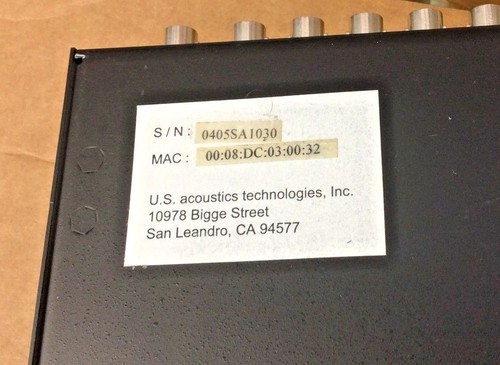 S / N : 0405SA1030
MAC : 00:08:DC:03:00:32
U.S. acoustics technologies, Inc.
10978 Bigge Street
San Leandro, CA 94577